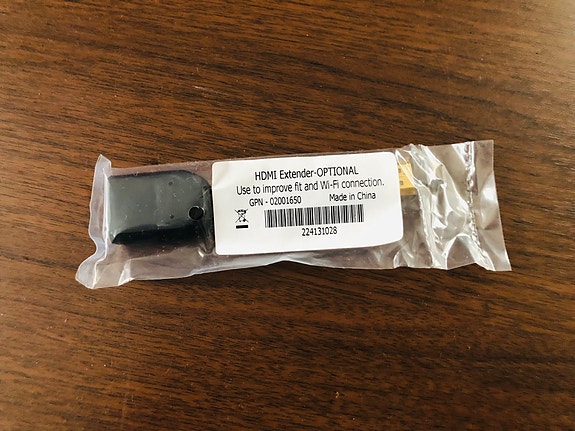 HDMI Extender-OPTIONAL
Use to improve fit and Wi-Fi connection.
GPN - 02001650 Made in China
224131028